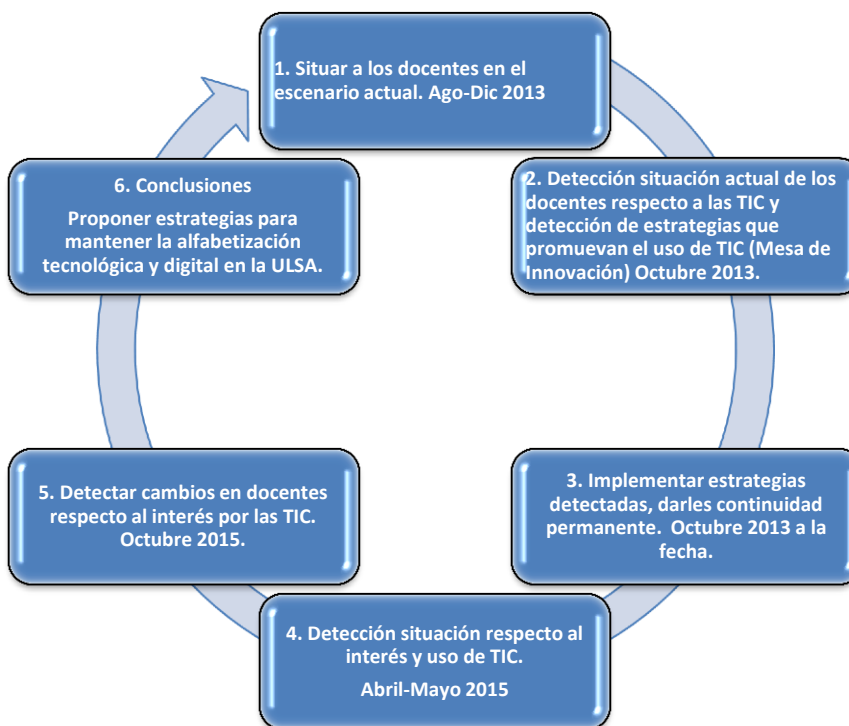 1. Situar a los docentes en el
escenario actual. Ago-Dic 2013
2. Detección situación actual de los
docentes respecto a las TIC y
detección de estrategias que
promuevan el uso de TIC (Mesa de
Innovación) Octubre 2013.
3. Implementar estrategias
detectadas, darles continuidad
permanente.  Octubre 2013 a la
fecha.
4. Detección situación respecto al
interés y uso de TIC.
Abril-Mayo 2015
5. Detectar cambios en docentes
respecto al interés por las TIC.
Octubre 2015.
6. Conclusiones
Proponer estrategias para
mantener la alfabetización
tecnológica y digital en la ULSA.